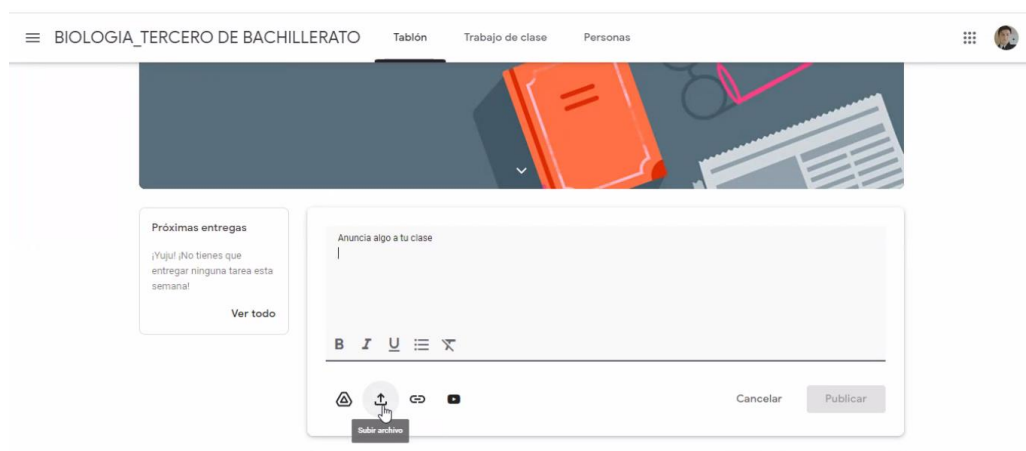 BIOLOGIA_TERCERO DE BACHILLERATO Tablón Trabajo de clase Personas
Próximas entregas
¡Yuju! ¡No tienes que
entregar ninguna tarea esta
semana!
Ver todo
Anuncia algo a tu clase
B I U
Cancelar Publicar
Subir archivo